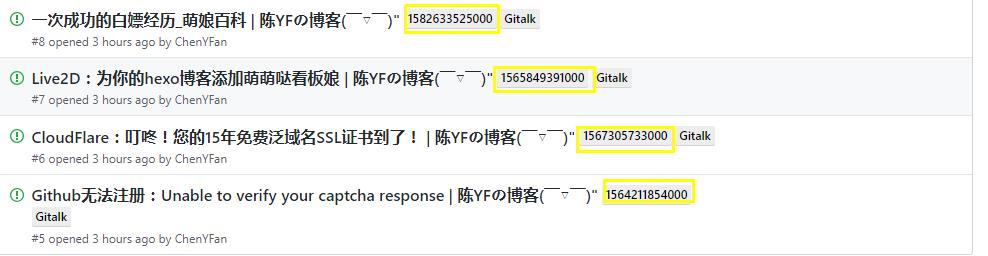 一次成功的白嫖经历_萌娘百科 | 陈YFの博客(￣▽￣)" 1582633525000 Gitalk
#8 opened 3 hours ago by ChenYFan
Live2D：为你的hexo博客添加萌萌哒看板娘 | 陈YFの博客(￣▽￣)" 1565849391000 Gitalk
#7 opened 3 hours ago by ChenYFan
CloudFlare：叮咚！您的15年免费泛域名SSL证书到了！ | 陈YFの博客(￣▽￣)" 1567305733000 Gitalk
#6 opened 3 hours ago by ChenYFan
Github无法注册：Unable to verify your captcha response | 陈YFの博客(￣▽￣)" 1564211854000
Gitalk
#5 opened 3 hours ago by ChenYFan